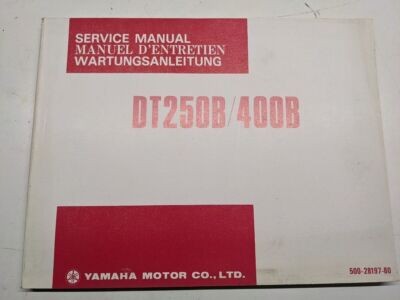 SERVICE MANUAL
MANUEL D'ENTRETIEN
WARTUNGSANLEITUNG
DT250B/400B
YAMAHA MOTOR CO., LTD.
500-28197-80